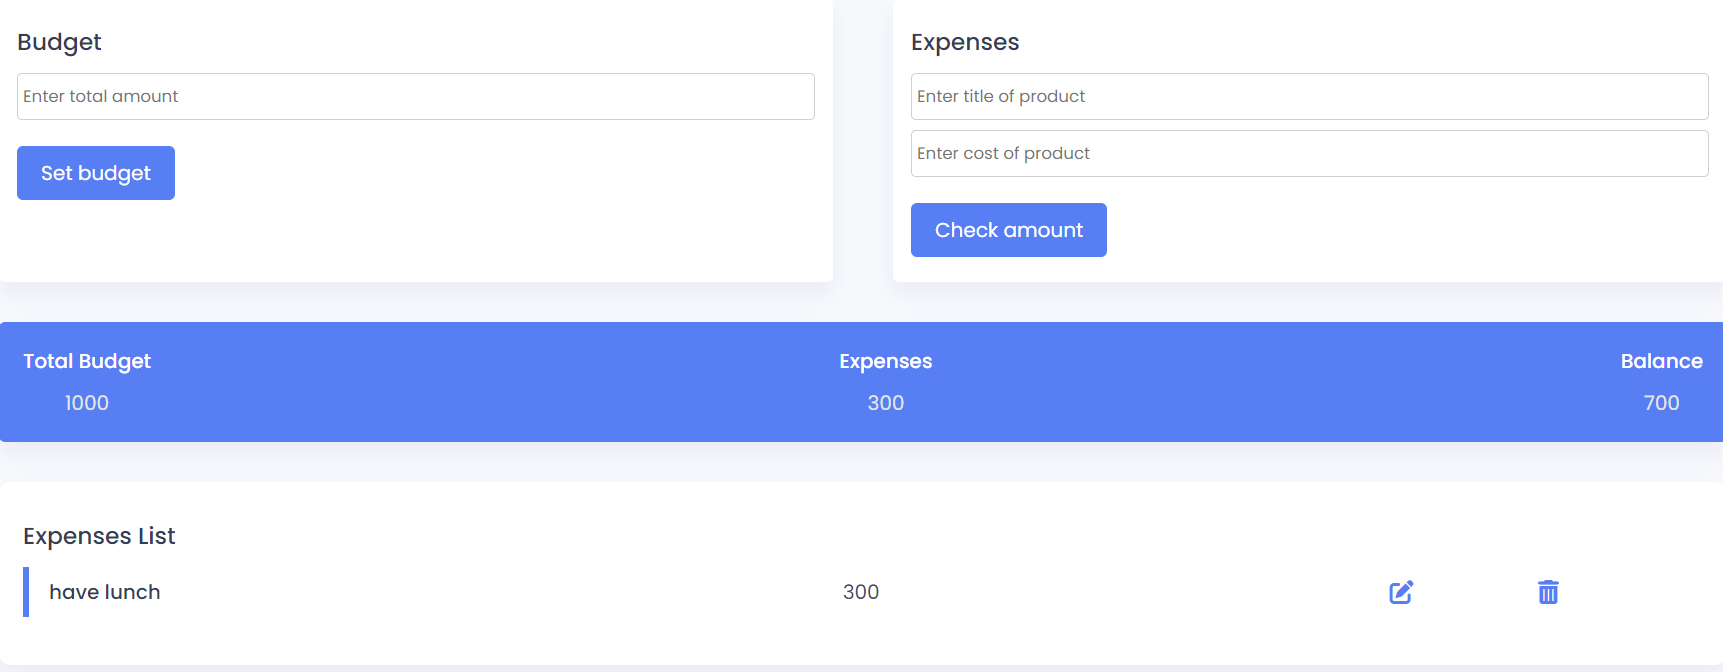 Budget
Enter total amount
Set budget
Expenses
Enter title of product
Enter cost of product
Check amount
Total Budget
1000
Expenses
300
Balance
700
Expenses List
have lunch
300